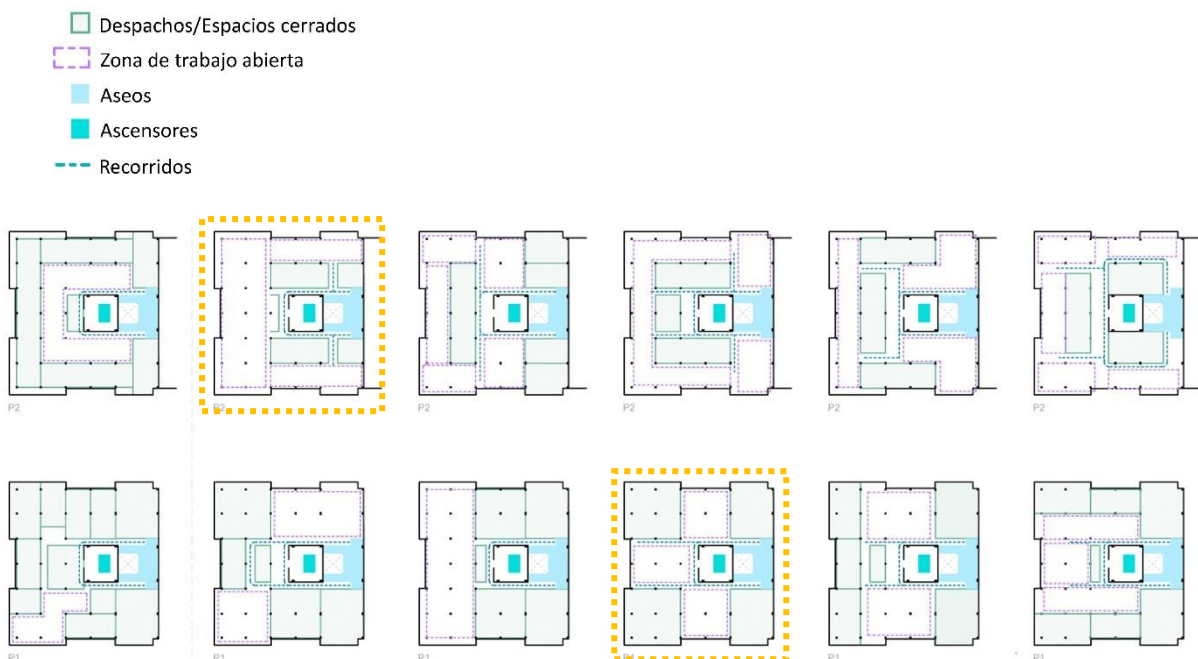 Despachos/Espacios cerrados
Zona de trabajo abierta
Aseos
Ascensores
Recorridos
P2
P2
P2
P2
P2
P2
P1
P1
P1
P1
P1
P1